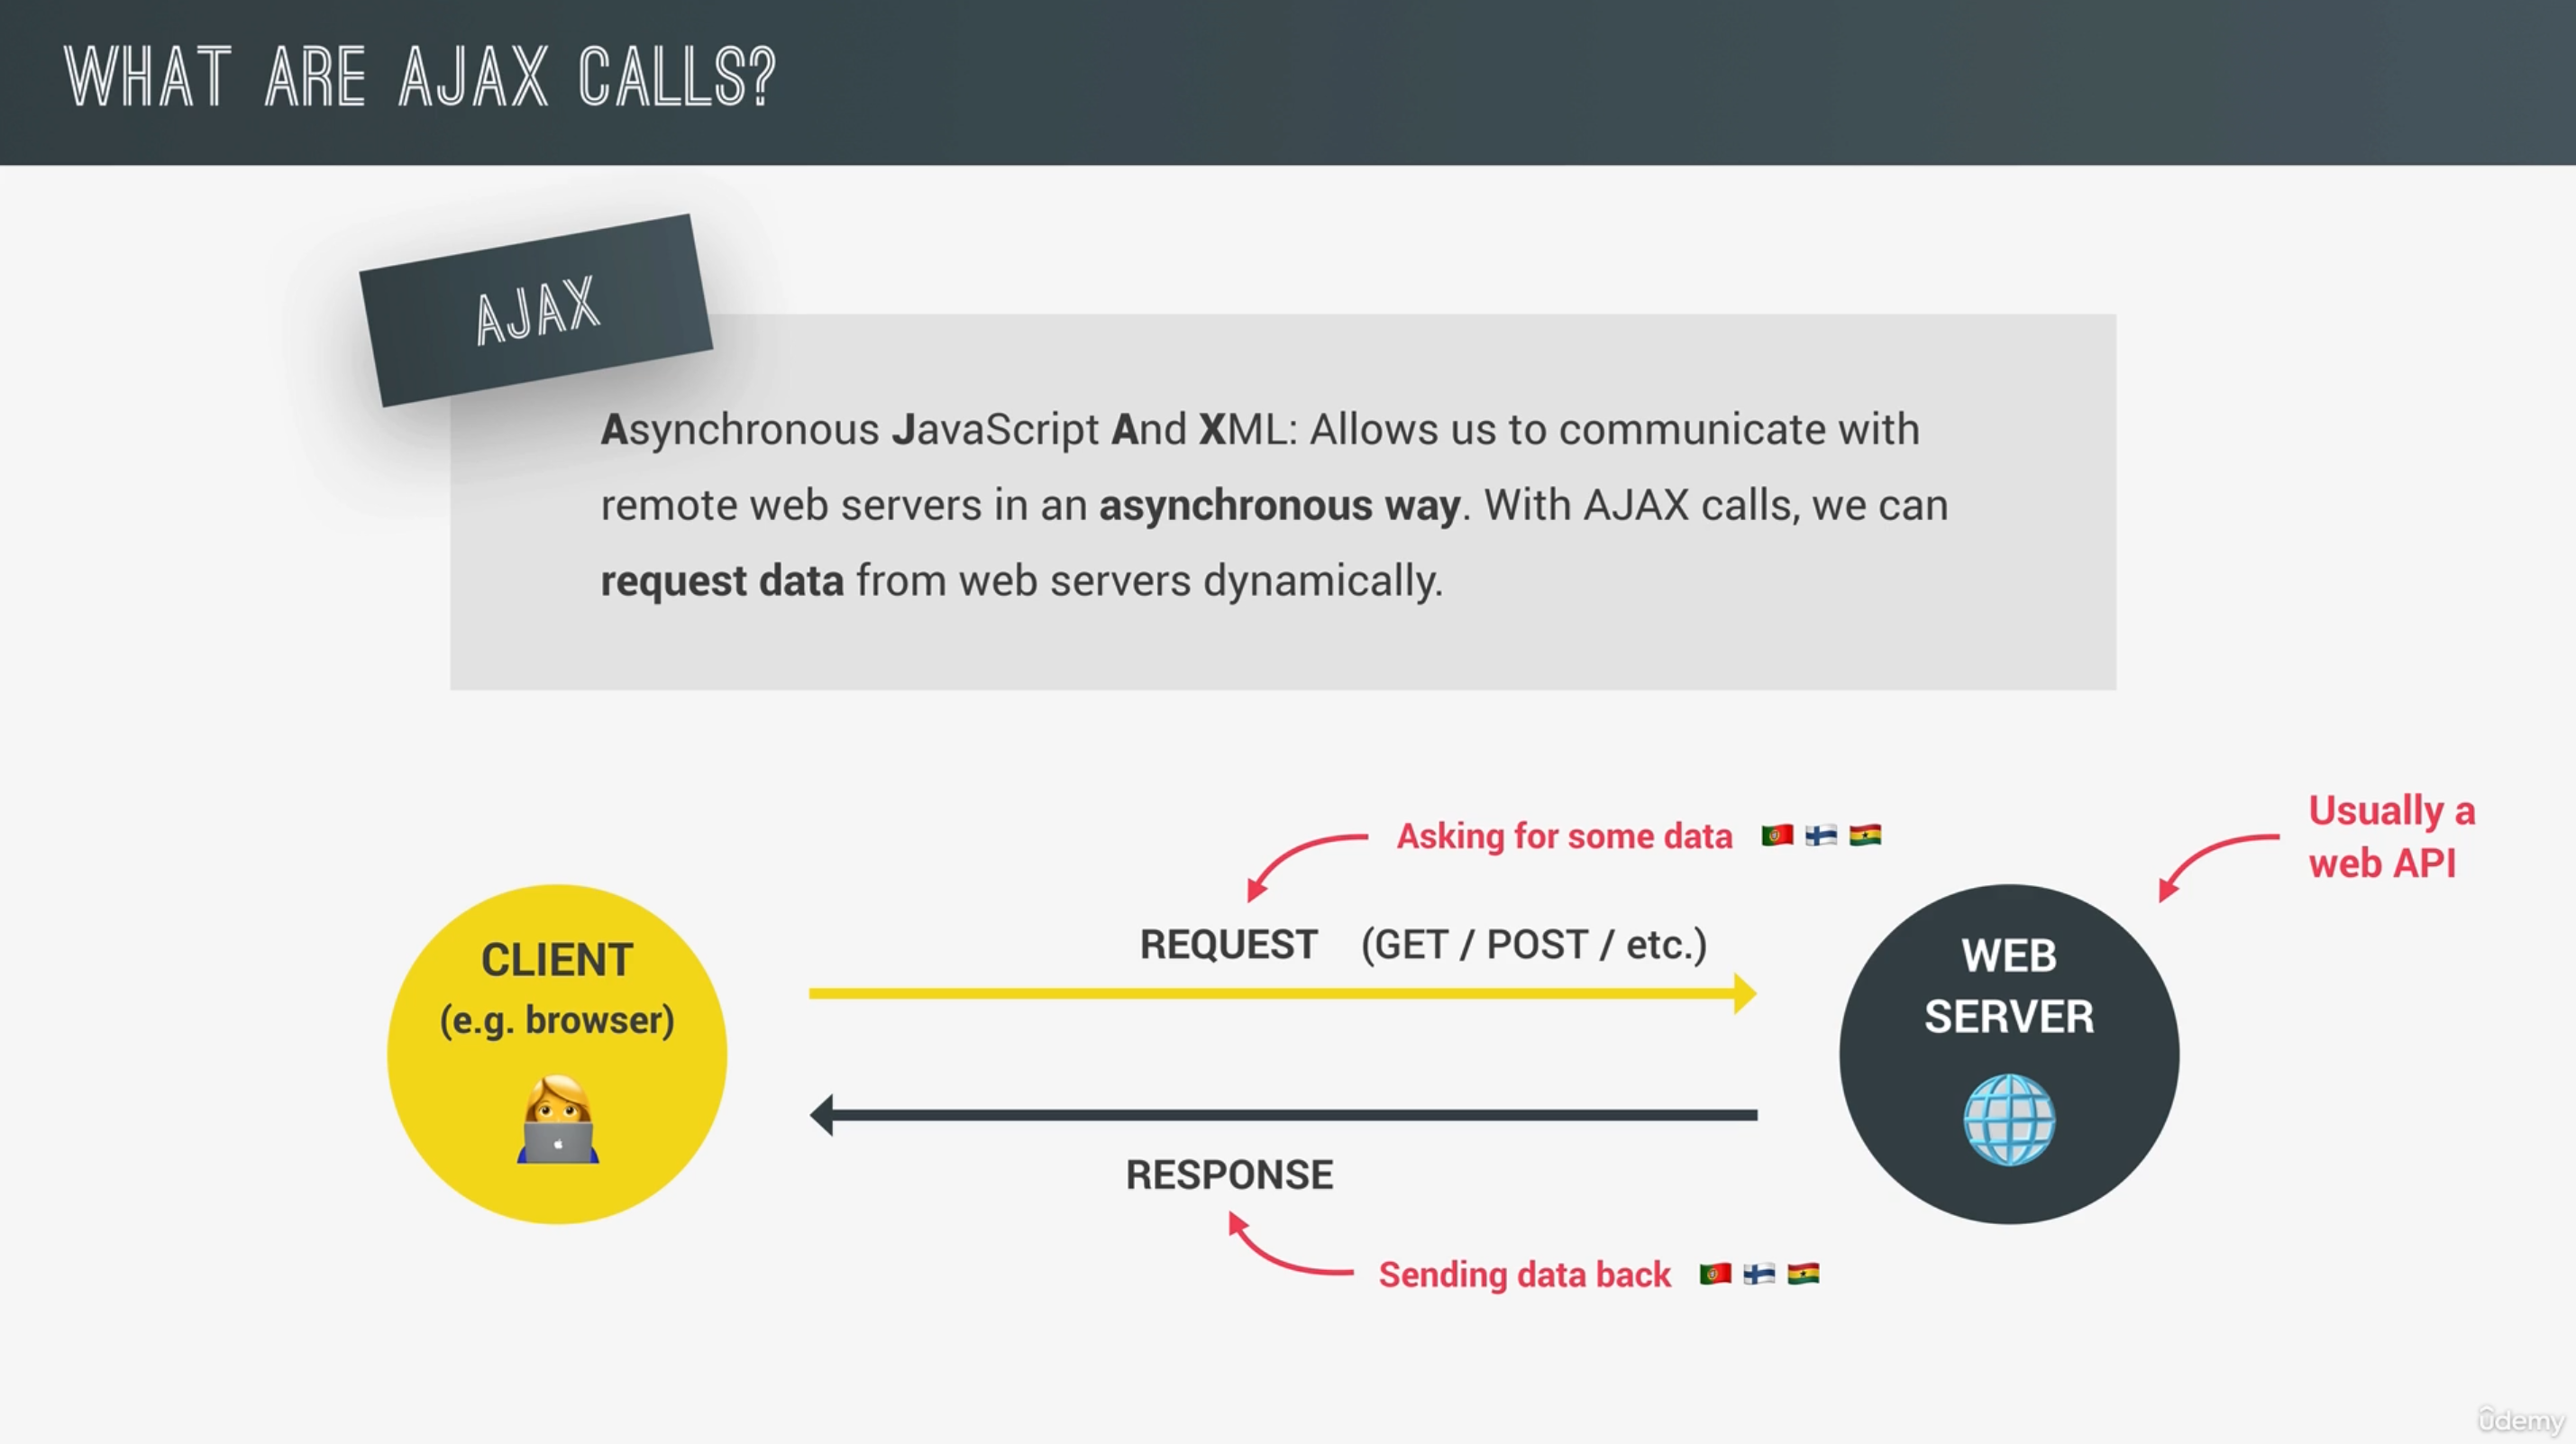 WHAT ARE AJAX CALLS?
AJAX
Asynchronous JavaScript And XML: Allows us to communicate with
remote web servers in an asynchronous way. With AJAX calls, we can
request data from web servers dynamically.
Usually a
web API
Asking for some data 🇵🇹 🇫🇮 🇬🇭
REQUEST (GET / POST / etc.)
CLIENT
(e.g. browser)
WEB
SERVER
RESPONSE
Sending data back 🇵🇹 🇫🇮 🇬🇭
ûdemy